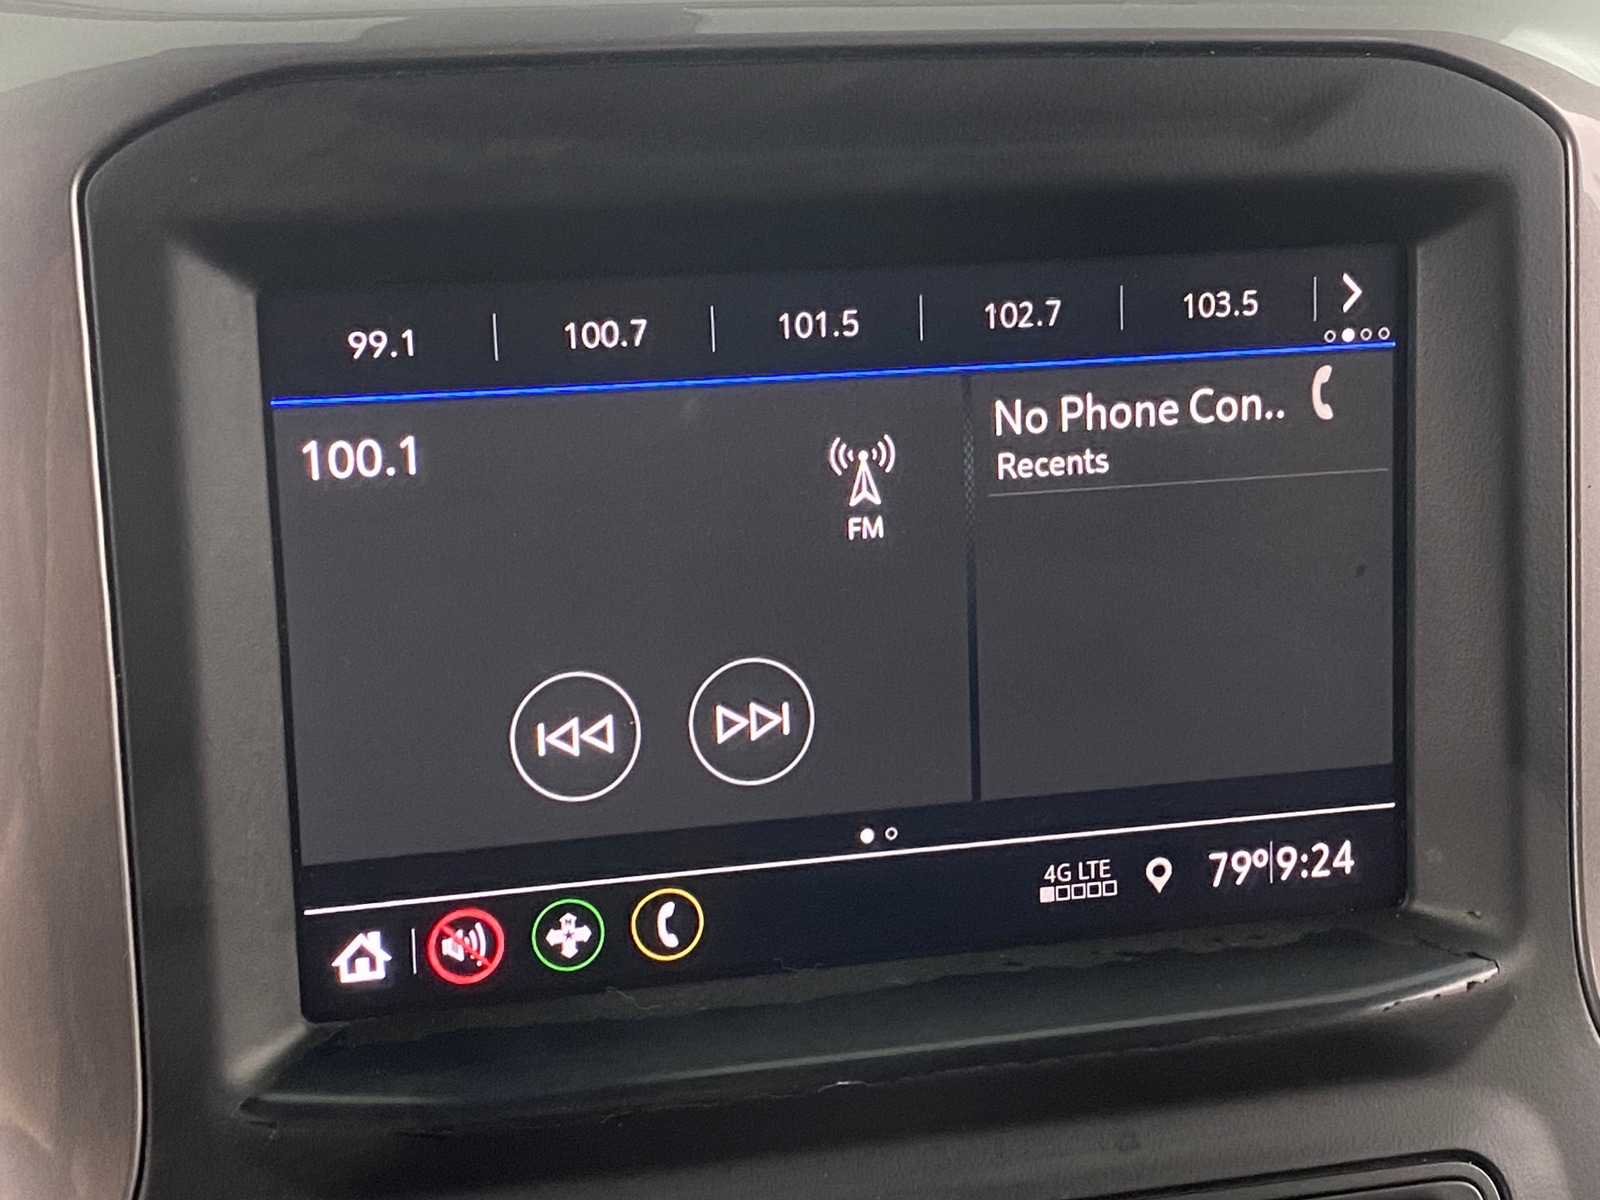 99.1 | 100.7 | 101.5 | 102.7 | 103.5 |
100.1
FM
No Phone Con..
Recents
4G LTE
79º|9:24